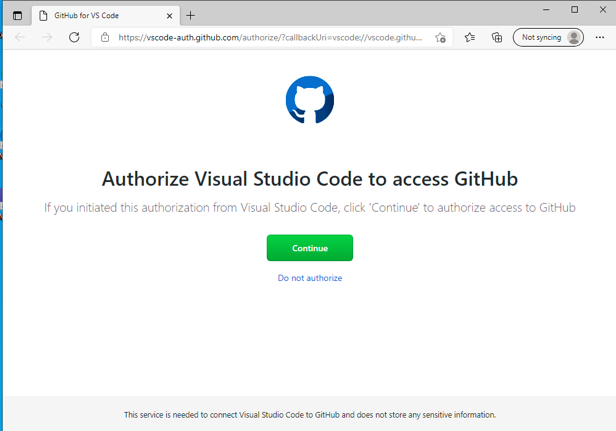 GitHub for VS Code
https://vscode-auth.github.com/authorize/?callbackUri=vscode://vscode.githu...
Not syncing
Authorize Visual Studio Code to access GitHub
If you initiated this authorization from Visual Studio Code, click 'Continue' to authorize access to GitHub
Continue
Do not authorize
This service is needed to connect Visual Studio Code to GitHub and does not store any sensitive information.